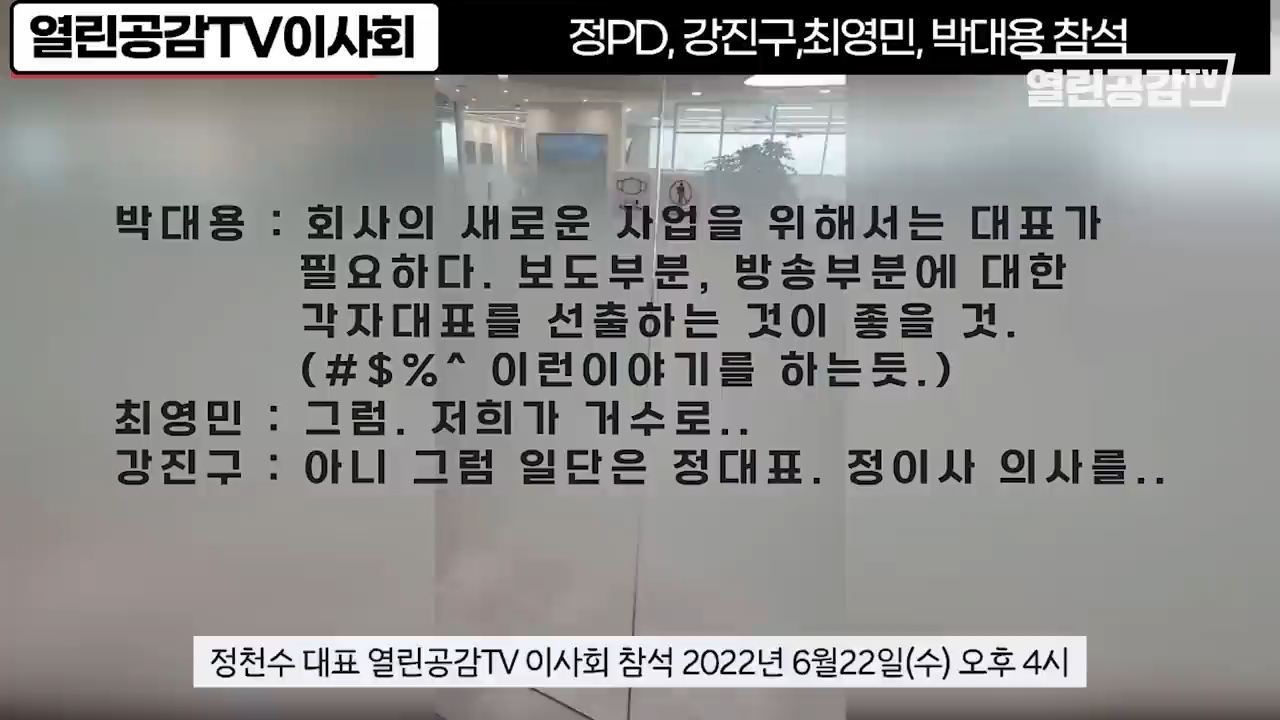 열린공감TV이사회
정PD, 강진구,최영민, 박대용 참석
열린공감TV
박대용 : 회사의 새로운 사업을 위해서는 대표가
필요하다. 보도부분, 방송부분에 대한
각자대표를 선출하는 것이 좋을 것.
(#$%^ 이런이야기를 하는듯.)
최영민 : 그럼. 저희가 거수로..
강진구 : 아니 그럼 일단은 정대표. 정이사 의사를..
정천수 대표 열린공감TV 이사회 참석 2022년 6월22일(수) 오후 4시